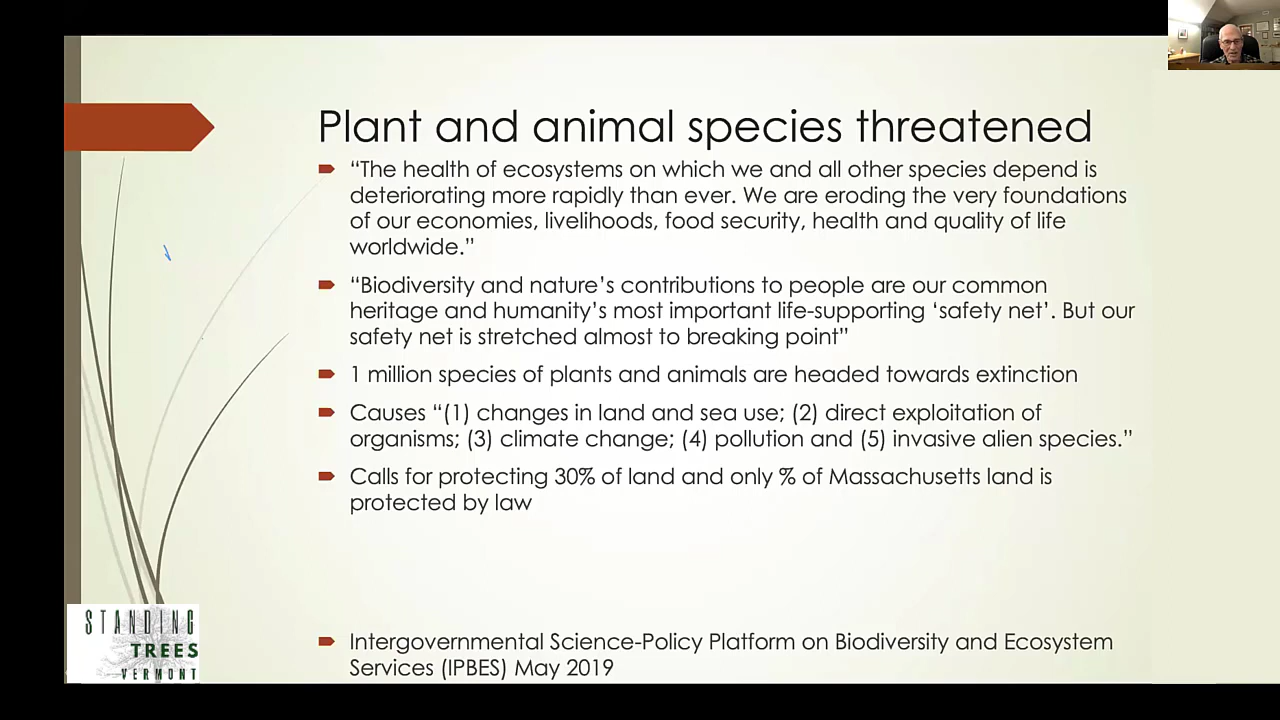 Plant and animal species threatened
“The health of ecosystems on which we and all other species depend is
deteriorating more rapidly than ever. We are eroding the very foundations
of our economies, livelihoods, food security, health and quality of life
worldwide.”
“Biodiversity and nature’s contributions to people are our common
heritage and humanity’s most important life-supporting ‘safety net’. But our
safety net is stretched almost to breaking point”
1 million species of plants and animals are headed towards extinction
Causes “(1) changes in land and sea use; (2) direct exploitation of
organisms; (3) climate change; (4) pollution and (5) invasive alien species.”
Calls for protecting 30% of land and only % of Massachusetts land is
protected by law
STANDING
TREES
VERMONT
Intergovernmental Science-Policy Platform on Biodiversity and Ecosystem
Services (IPBES) May 2019